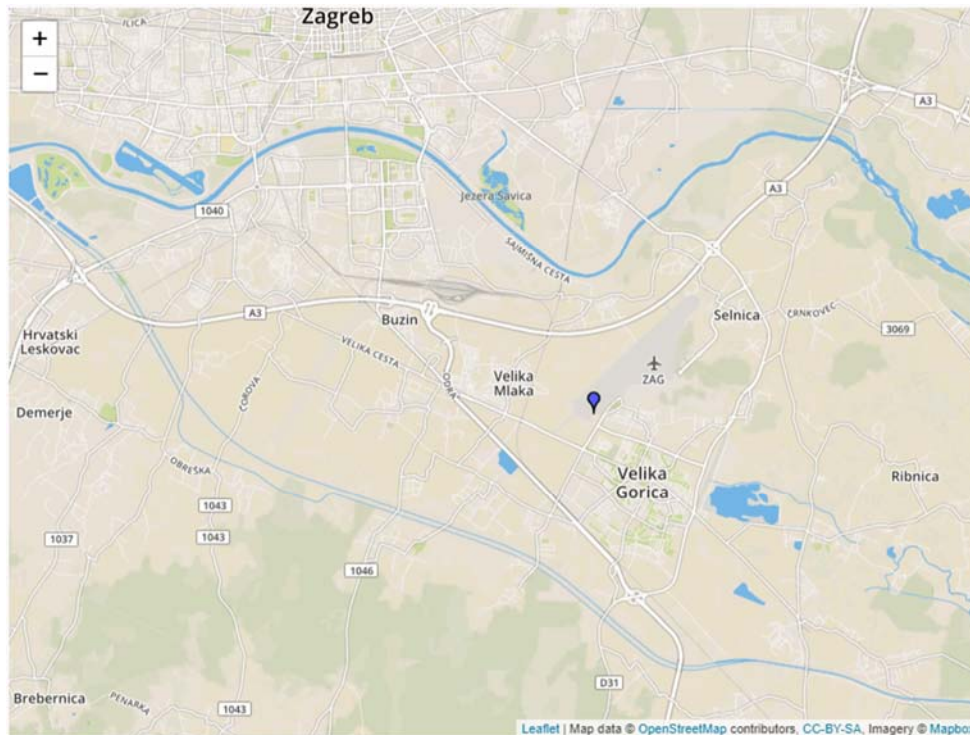 ILICA
Zagreb
+
−
A3
A3
Jezera Savica
A3
1040
SAJMIŠNA CESTA
A3
Buzin
Selnica
ČRNKOVEC
3069
Hrvatski
Leskovac
VELIKA CESTA
ZAG
Velika
Mlaka
ODRA
ČOROVA
Demerje
OBREŠKA
Velika
Gorica
Ribnica
1043
1037
1043
1046
D31
Brebernica
PENARKA
Leaflet | Map data © OpenStreetMap contributors, CC-BY-SA, Imagery © Mapbox